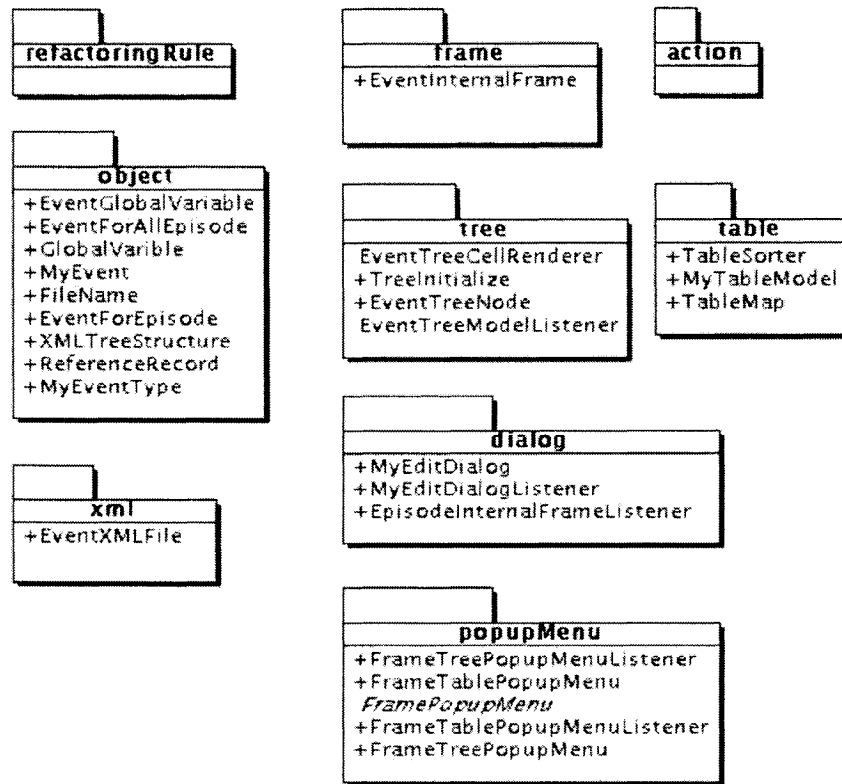 refactoringRule
frame
+EventInternalFrame
action
object
+EventGlobalVariable
+EventForAllEpisode
+GlobalVarible
+MyEvent
+FileName
+EventForEpisode
+XMLTreeStructure
+ReferenceRecord
+MyEventType
tree
EventTreeCellRenderer
+TreeInitialize
+EventTreeNode
EventTreeModelListener
table
+TableSorter
+MyTableModel
+TableMap
dialog
+MyEditDialog
+MyEditDialogListener
+EpisodeInternalFrameListener
xml
+EventXMLFile
popupMenu
+FrameTreePopupMenuListener
+FrameTablePopupMenu
FramePopupMenu
+FrameTablePopupMenuListener
+FrameTreePopupMenu